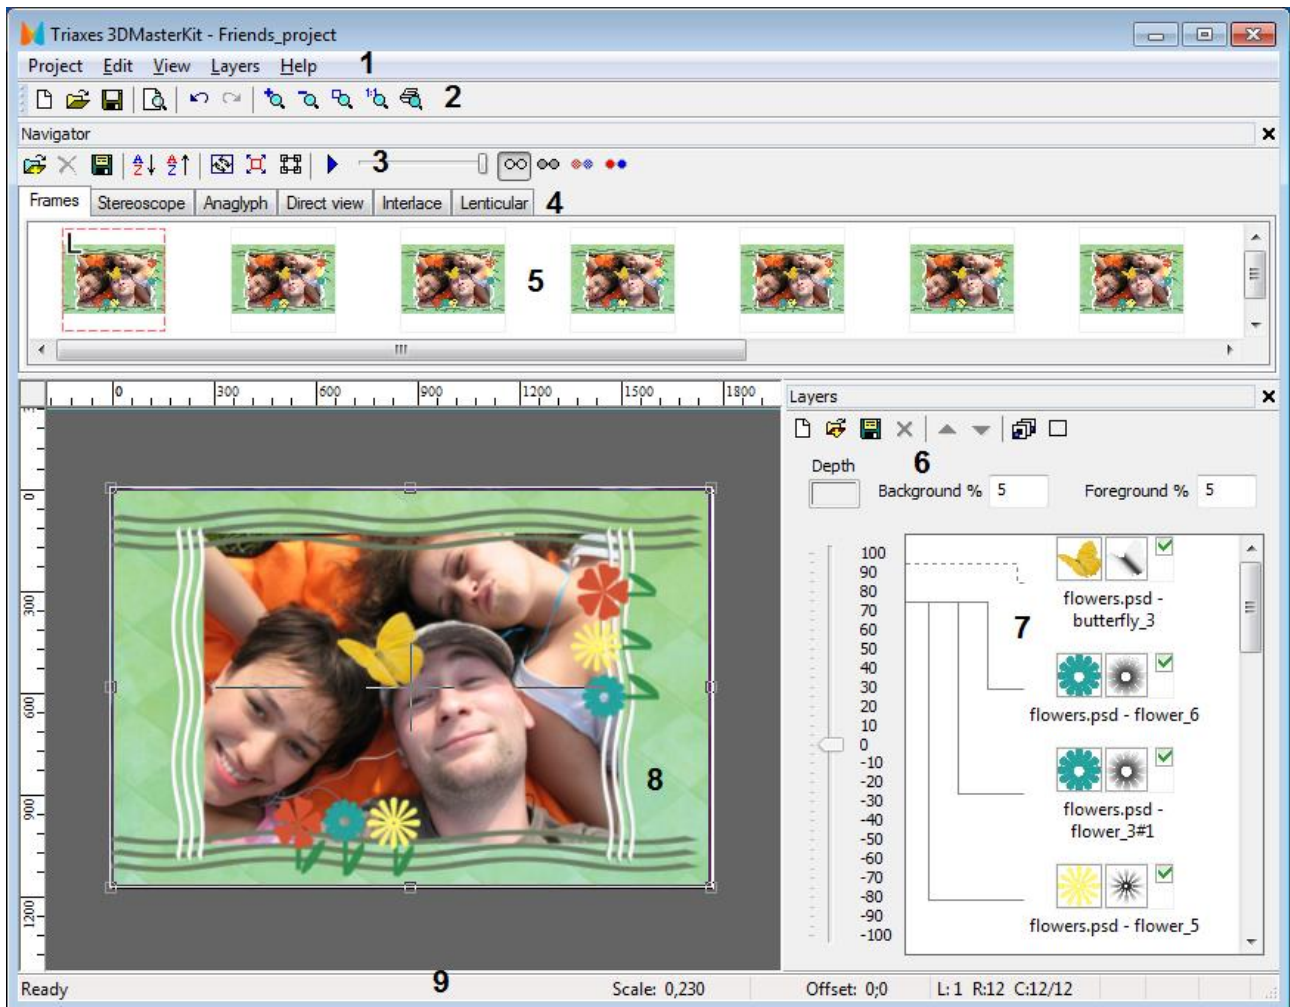 Triaxes 3DMasterKit - Friends_project
Project Edit View Layers Help 1
1:1 2
Navigator
A Z A Z 3
Frames Stereoscope Anaglyph Direct view Interlace Lenticular 4
L
5
0 300 600 900 1200 1500 1800
Layers
6
Depth
Background % 5 Foreground % 5
0
300
600
900
1200
100
90
80
70
60
50
40
30
20
10
0
-10
-20
-30
-40
-50
-60
-70
-80
-90
-100
7
flowers.psd -
butterfly_3
flowers.psd - flower_6
flowers.psd -
flower_3#1
flowers.psd - flower_5
8
9
Ready Scale: 0,230 Offset: 0;0 L: 1 R:12 C:12/12